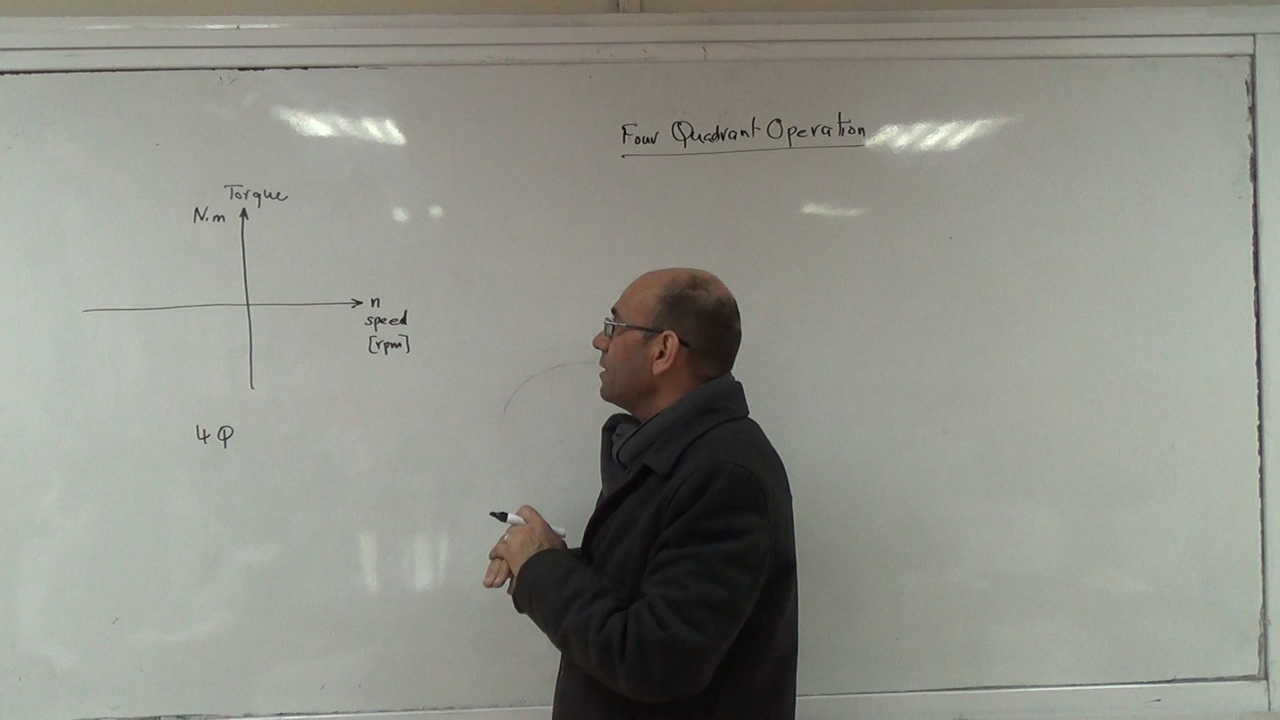 Four Quadrant Operation
Torque
N.m
n
speed
[rpm]
4 Q